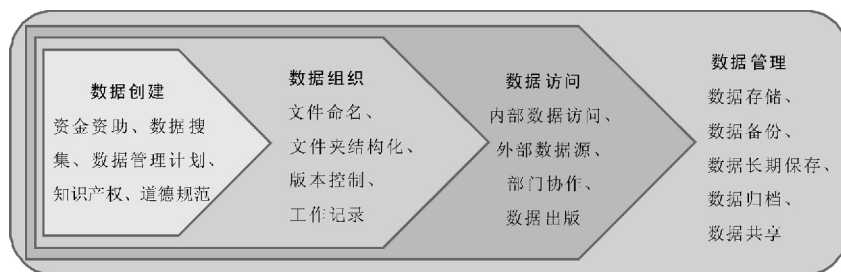 数据创建
资金资助、数据搜
集、数据管理计划、
知识产权、道德规范
数据组织
文件命名、
文件夹结构化、
版本控制、
工作记录
数据访问
内部数据访问、
外部数据源、
部门协作、
数据出版
数据管理
数据存储、
数据备份、
数据长期保存、
数据归档、
数据共享